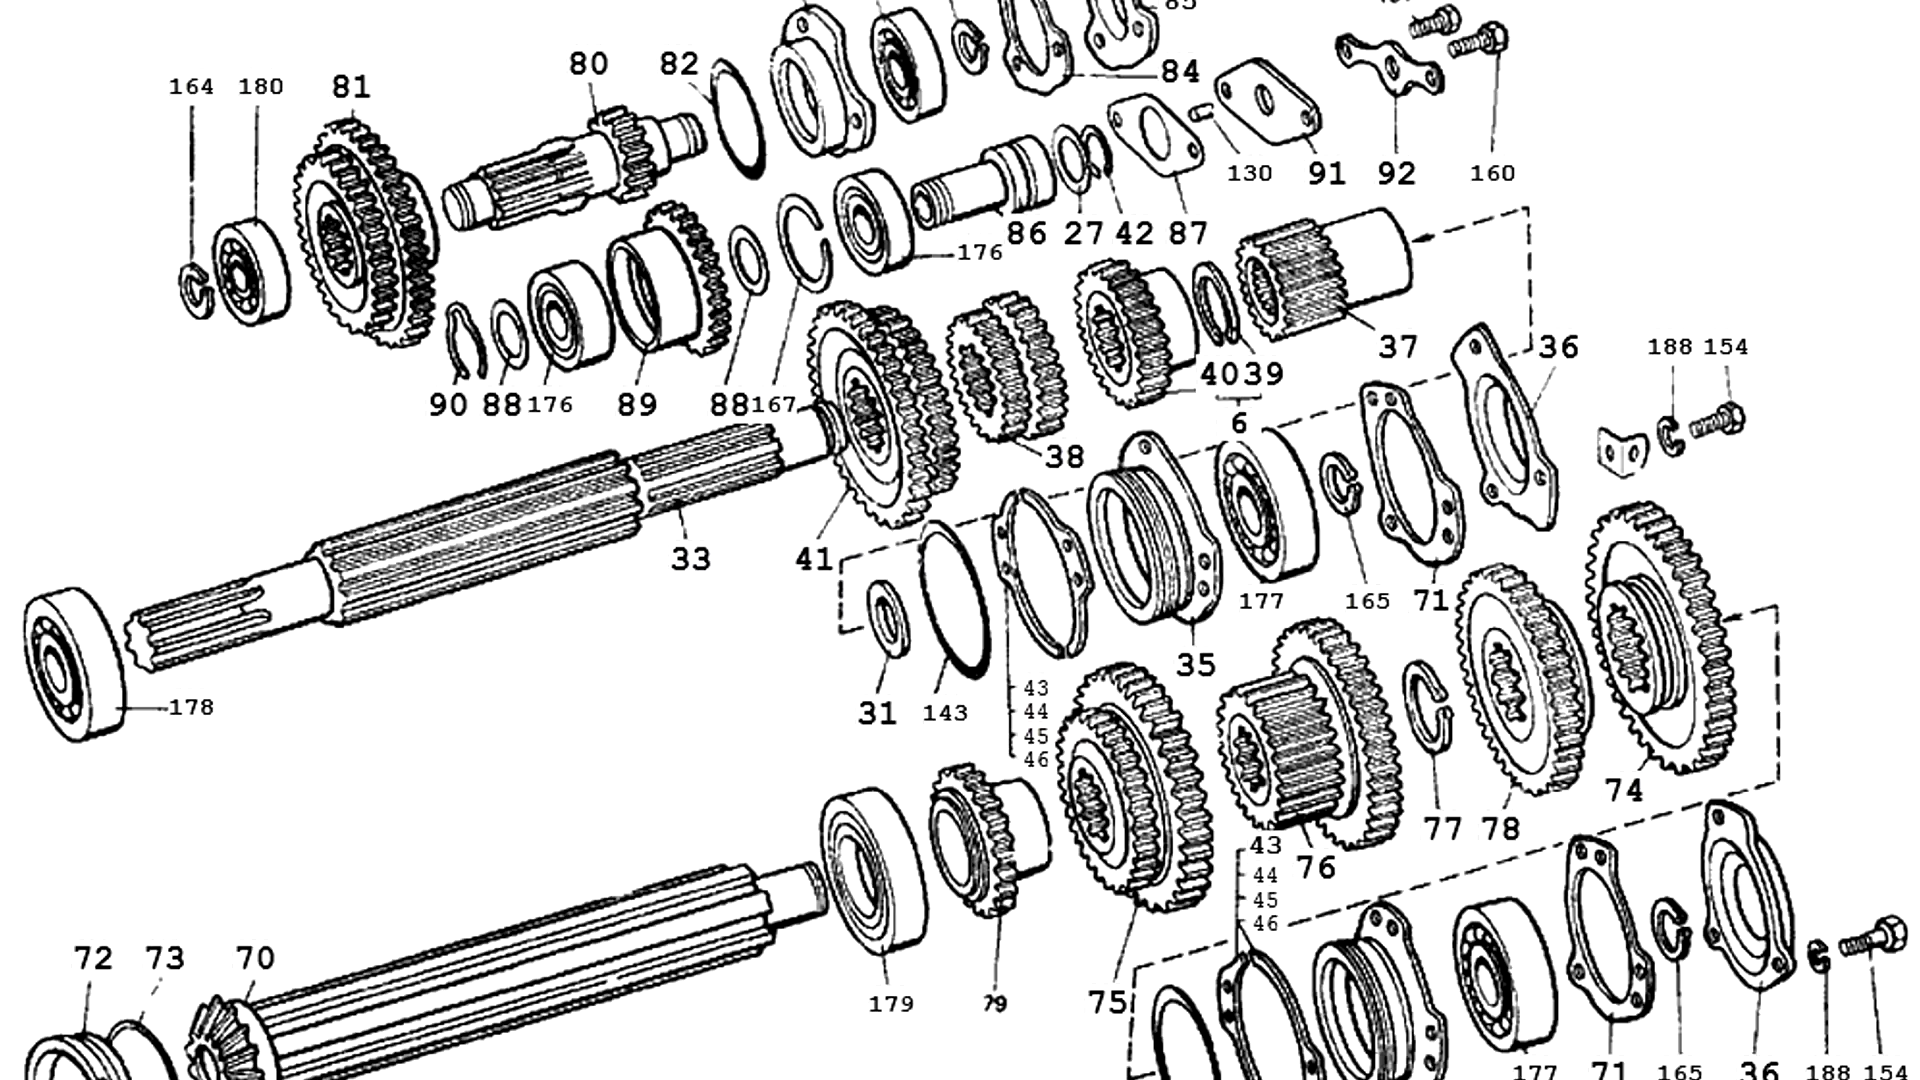 85
164 180 81 80 82 84
130 91 92 160
86 27 42 87
176
90 88 176 89 88 167
40 39
6
37 36 188 154
38
33 41
177 165 71
35
178
31 143
43
44
45
46
77 78 74
76
43
44
45
46
72 73 70
179 79 75
177 71 165 36 188 154